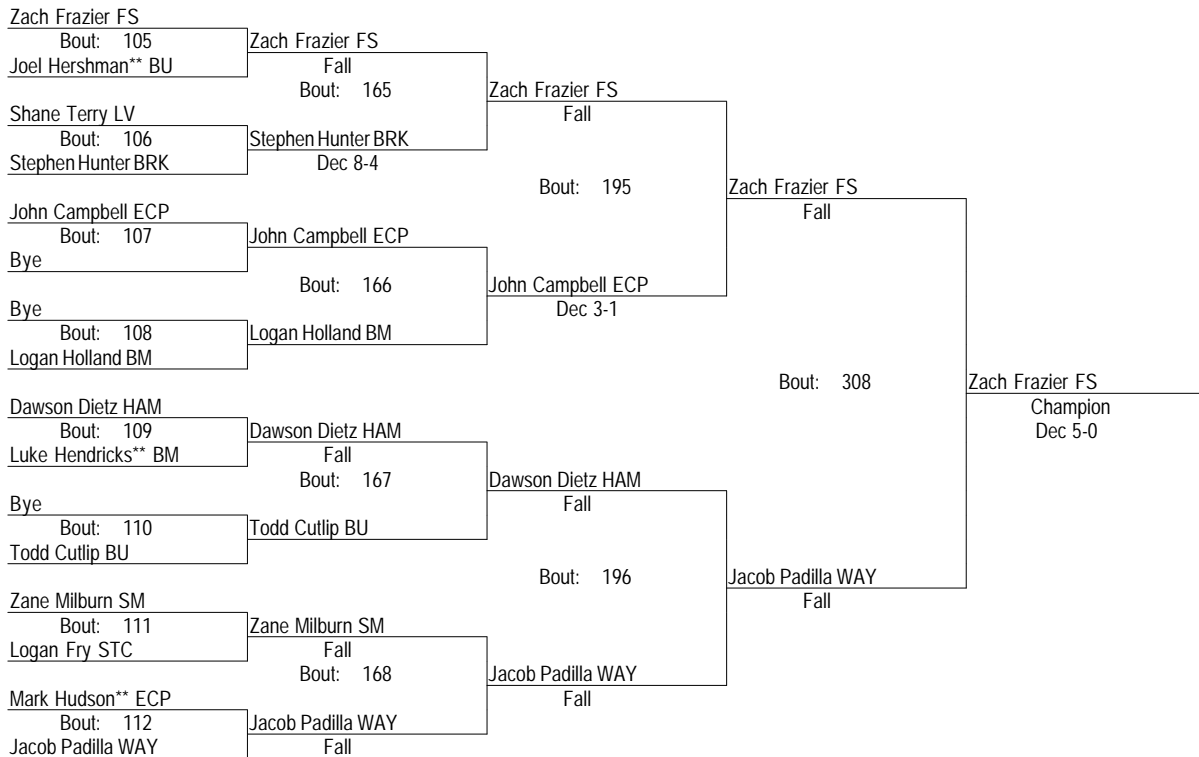 Zach Frazier FS
Bout: 105
Joel Hershman** BU
Shane Terry LV
Bout: 106
Stephen Hunter BRK
John Campbell ECP
Bout: 107
Bye
Bye
Bout: 108
Logan Holland BM
Dawson Dietz HAM
Bout: 109
Luke Hendricks** BM
Bye
Bout: 110
Todd Cutlip BU
Zane Milburn SM
Bout: 111
Logan Fry STC
Mark Hudson** ECP
Bout: 112
Jacob Padilla WAY
Zach Frazier FS
Fall
Bout: 165
Stephen Hunter BRK
Dec 8-4
John Campbell ECP
Bout: 166
Logan Holland BM
Dawson Dietz HAM
Fall
Bout: 167
Todd Cutlip BU
Zane Milburn SM
Fall
Bout: 168
Jacob Padilla WAY
Fall
Zach Frazier FS
Fall
Bout: 195
John Campbell ECP
Dec 3-1
Dawson Dietz HAM
Fall
Bout: 196
Jacob Padilla WAY
Fall
Zach Frazier FS
Fall
Bout: 308
Jacob Padilla WAY
Fall
Zach Frazier FS
Champion
Dec 5-0